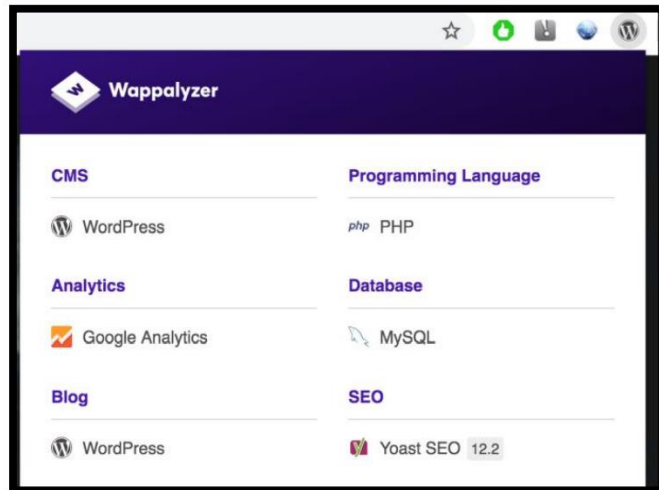 Wappalyzer
CMS
WordPress
Programming Language
php PHP
Analytics
Google Analytics
Database
MySQL
Blog
WordPress
SEO
Yoast SEO 12.2